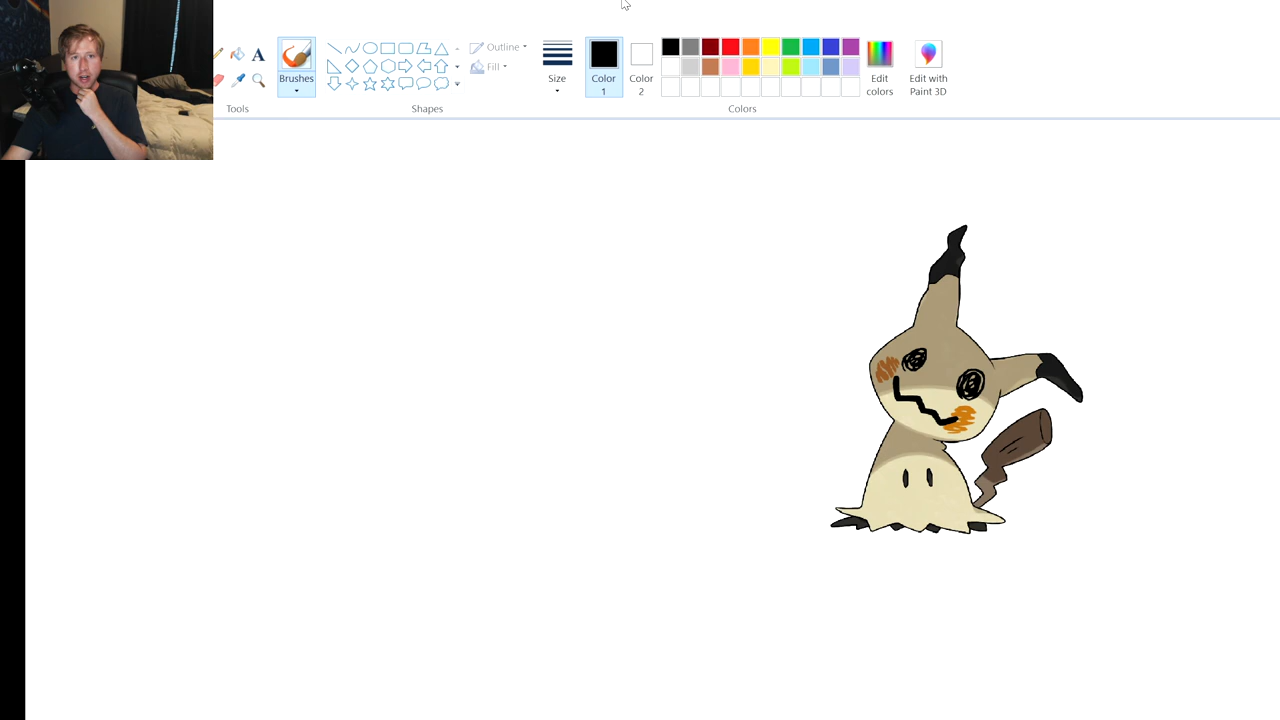 A
Brushes
Outline
Fill
Size
Color
1
Color
2
Edit
colors
Edit with
Paint 3D
Tools
Shapes
Colors